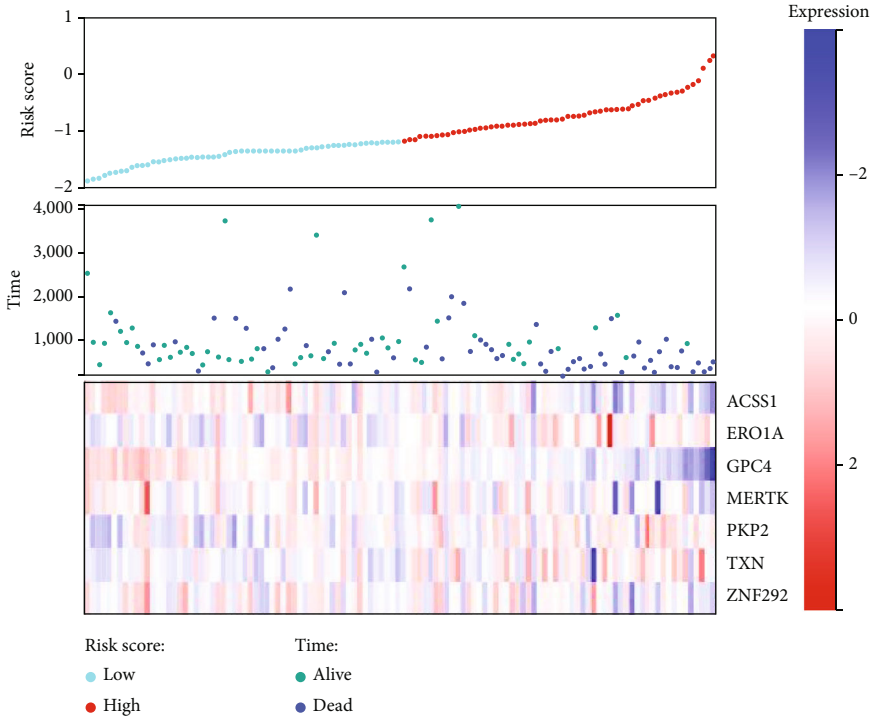 Expression
1
0
−1
−2
Risk score
4,000
3,000
2,000
1,000
Time
−2
0
2
ACSS1
ERO1A
GPC4
MERTK
PKP2
TXN
ZNF292
Risk score:
Low
High
Time:
Alive
Dead